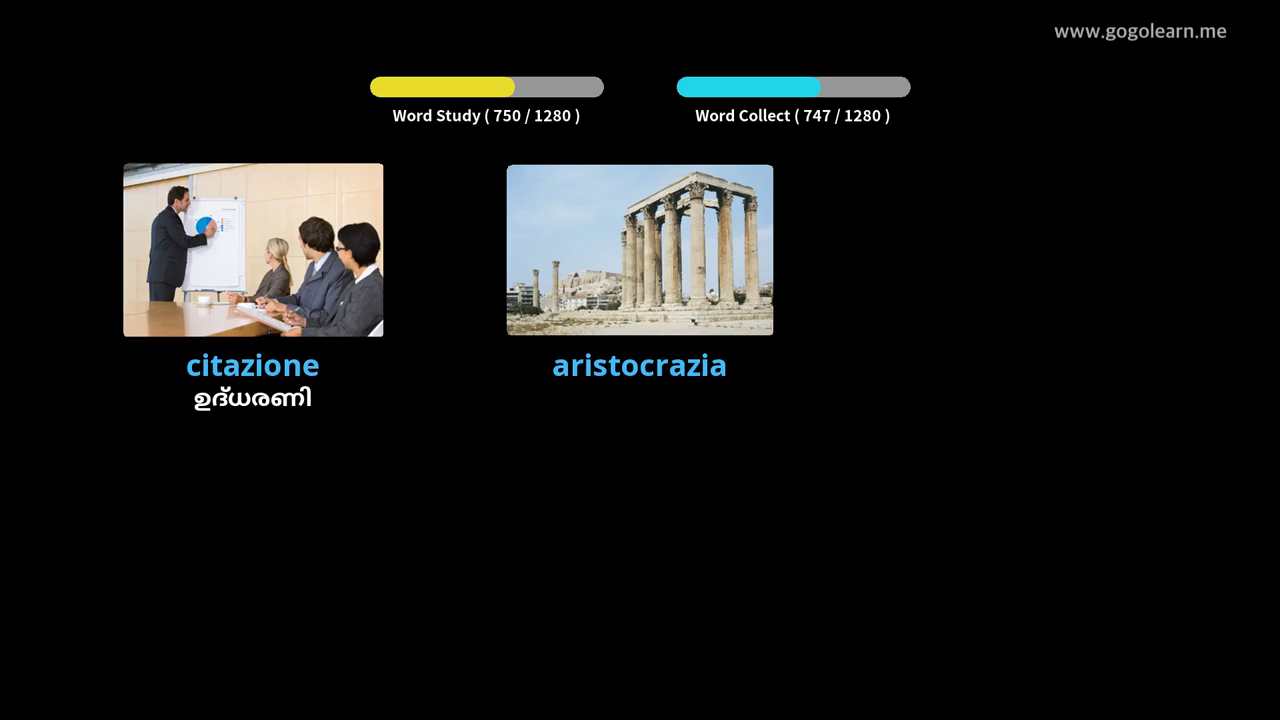 www.gogolearn.me
Word Study ( 750 / 1280 )
Word Collect ( 747 / 1280 )
citazione
ഉദ്ധരണി
aristocrazia